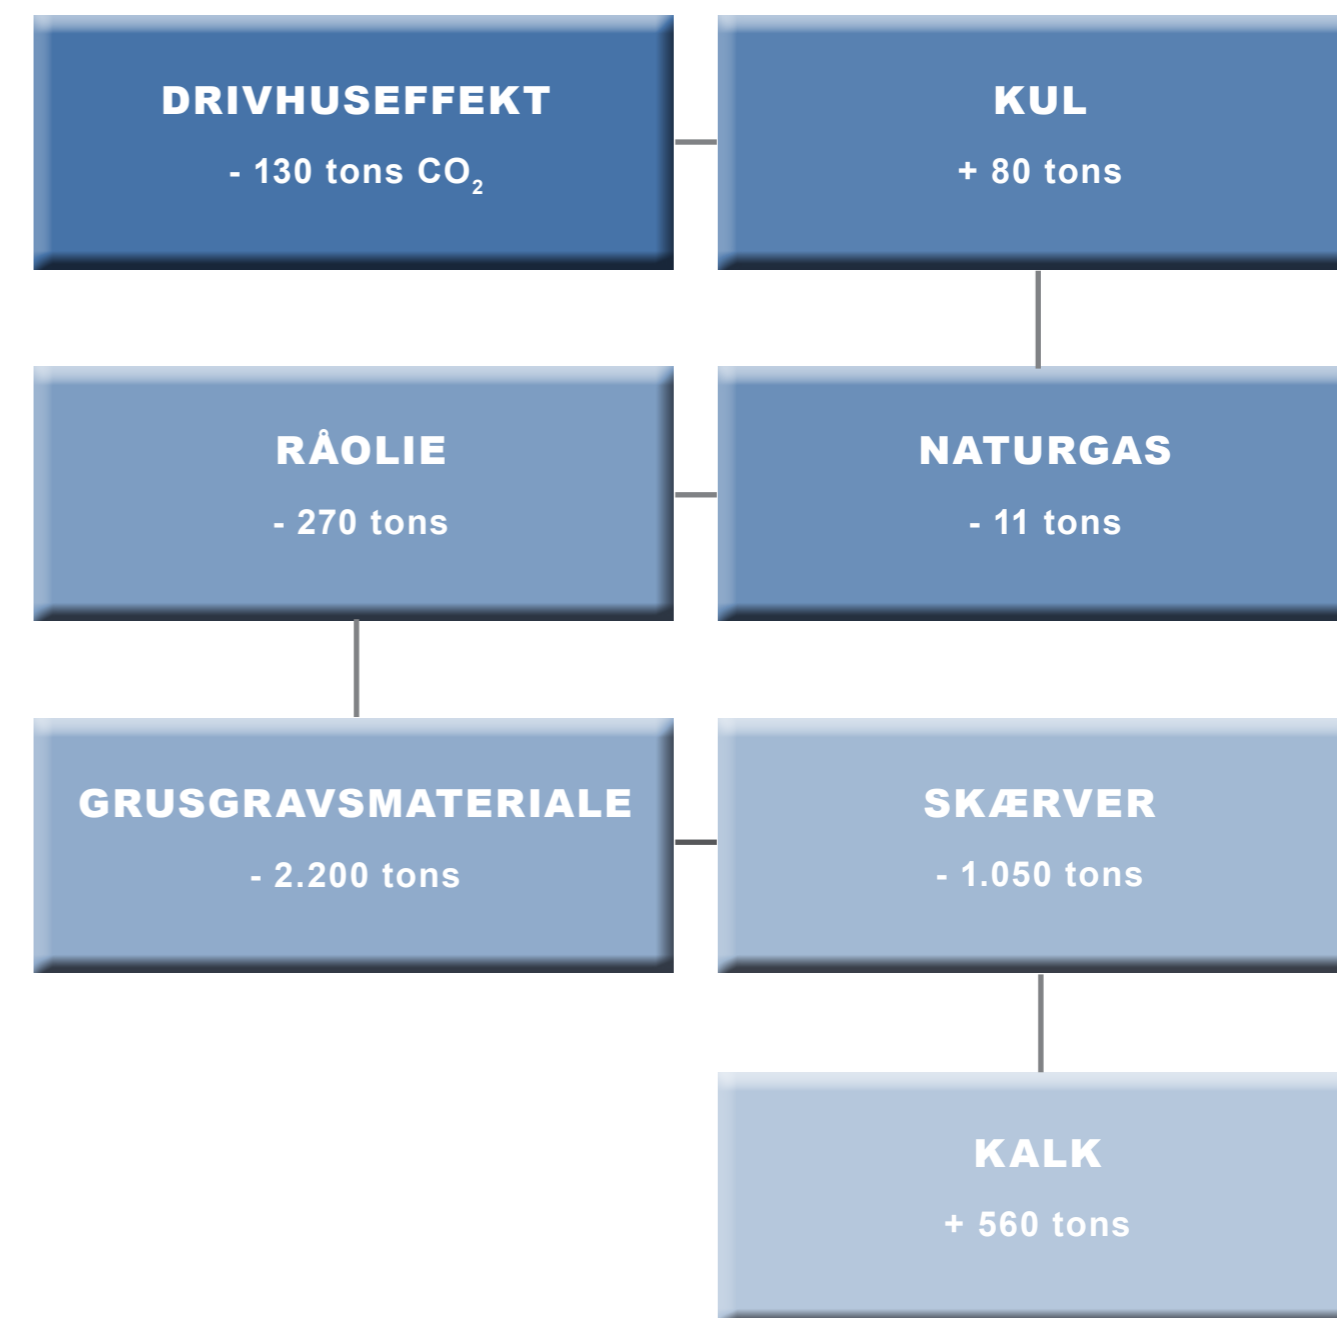 DRIVHUSEFFEKT
- 130 tons CO₂
KUL
+ 80 tons
RÅOLIE
- 270 tons
NATURGAS
- 11 tons
GRUSGRAVSMATERIALE
- 2.200 tons
SKÆRVER
- 1.050 tons
KALK
+ 560 tons